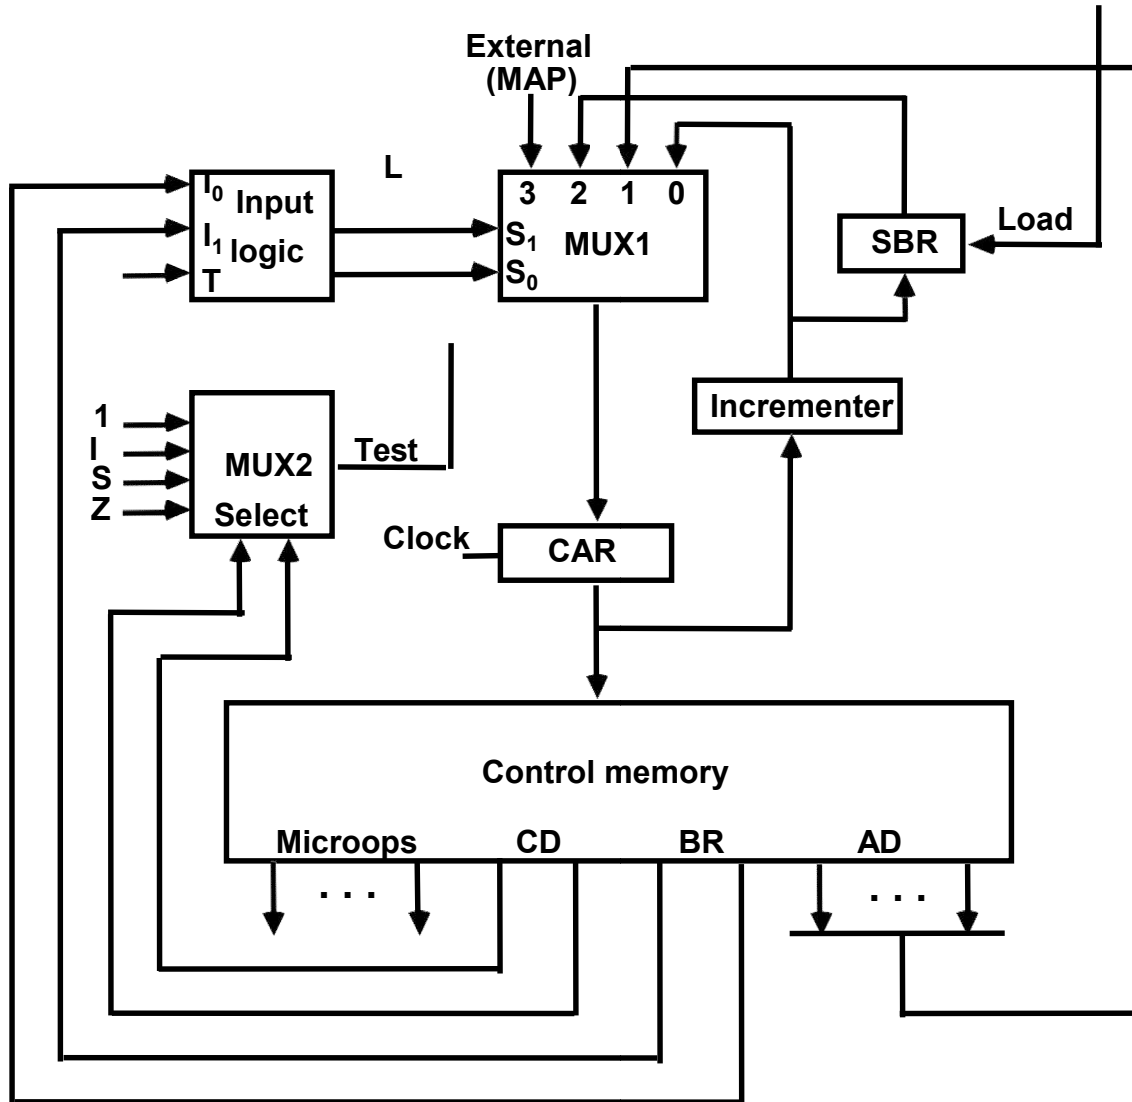 External
(MAP)
L
I0 Input
I1 logic
T
3 2 1 0
S1 MUX1
S0
SBR
Load
Incrementer
1
I
S
Z
MUX2
Select
Test
Clock
CAR
Control memory
Microops CD BR AD
. . . . . .